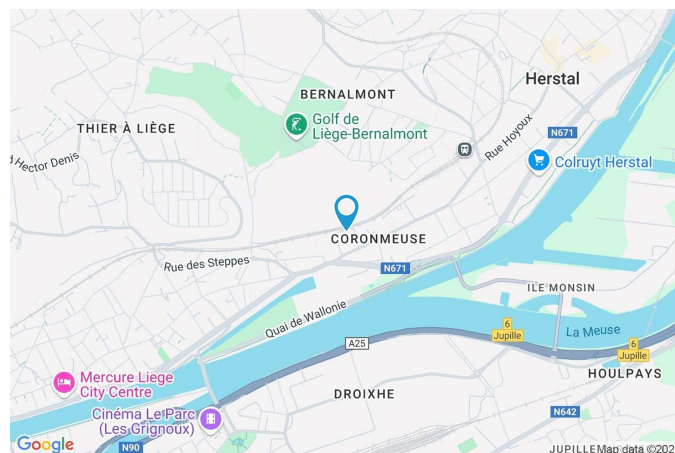 BERNALMONT
Herstal
Golf de
Liège-Bernalmont
THIER À LIÈGE
N671
Rue Hoyoux
Colruyt Herstal
d Hector Denis
CORONMEUSE
Rue des Steppes
N671
ILE MONSIN
Quai de Wallonie
6
Jupille
La Meuse
A25
6
Jupille
HOULPAYS
Mercure Liege
City Centre
DROIXHE
Cinéma Le Parc
(Les Grignoux)
N642
Google
N90
JUPILLE
Map data ©202